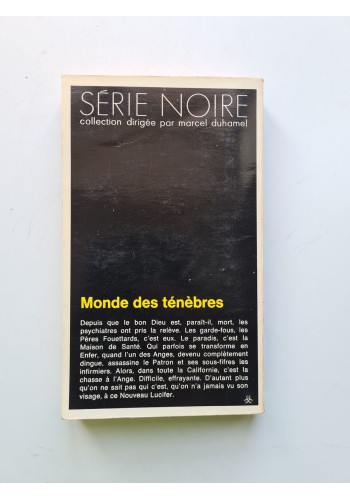 SÉRIE NOIRE
collection dirigée par marcel duhamel
Monde des ténèbres
Depuis que le bon Dieu est, paraît-il, mort, les
psychiatres ont pris la relève. Les garde-fous, les
Pères Fouettards, c'est eux. Le paradis, c'est la
Maison de Santé. Qui parfois se transforme en
Enfer, quand l'un des Anges, devenu complètement
dingue, assassine le Patron et ses sous-fifres les
infirmiers. Alors, dans toute la Californie, c'est la
chasse à l'Ange. Difficile, effrayante. D'autant plus
qu'on ne sait pas qui c'est, qu'on n'a jamais vu son
visage, à ce Nouveau Lucifer.